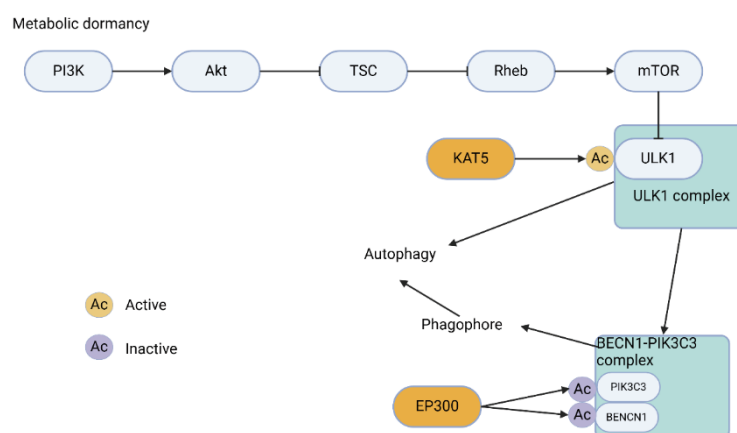 Metabolic dormancy
PI3K
Akt
TSC
Rheb
mTOR
KAT5
Ac
ULK1
ULK1 complex
Autophagy
Ac Active
Phagophore
Ac Inactive
BECN1-PIK3C3
complex
Ac
PIK3C3
EP300
Ac
BENCN1